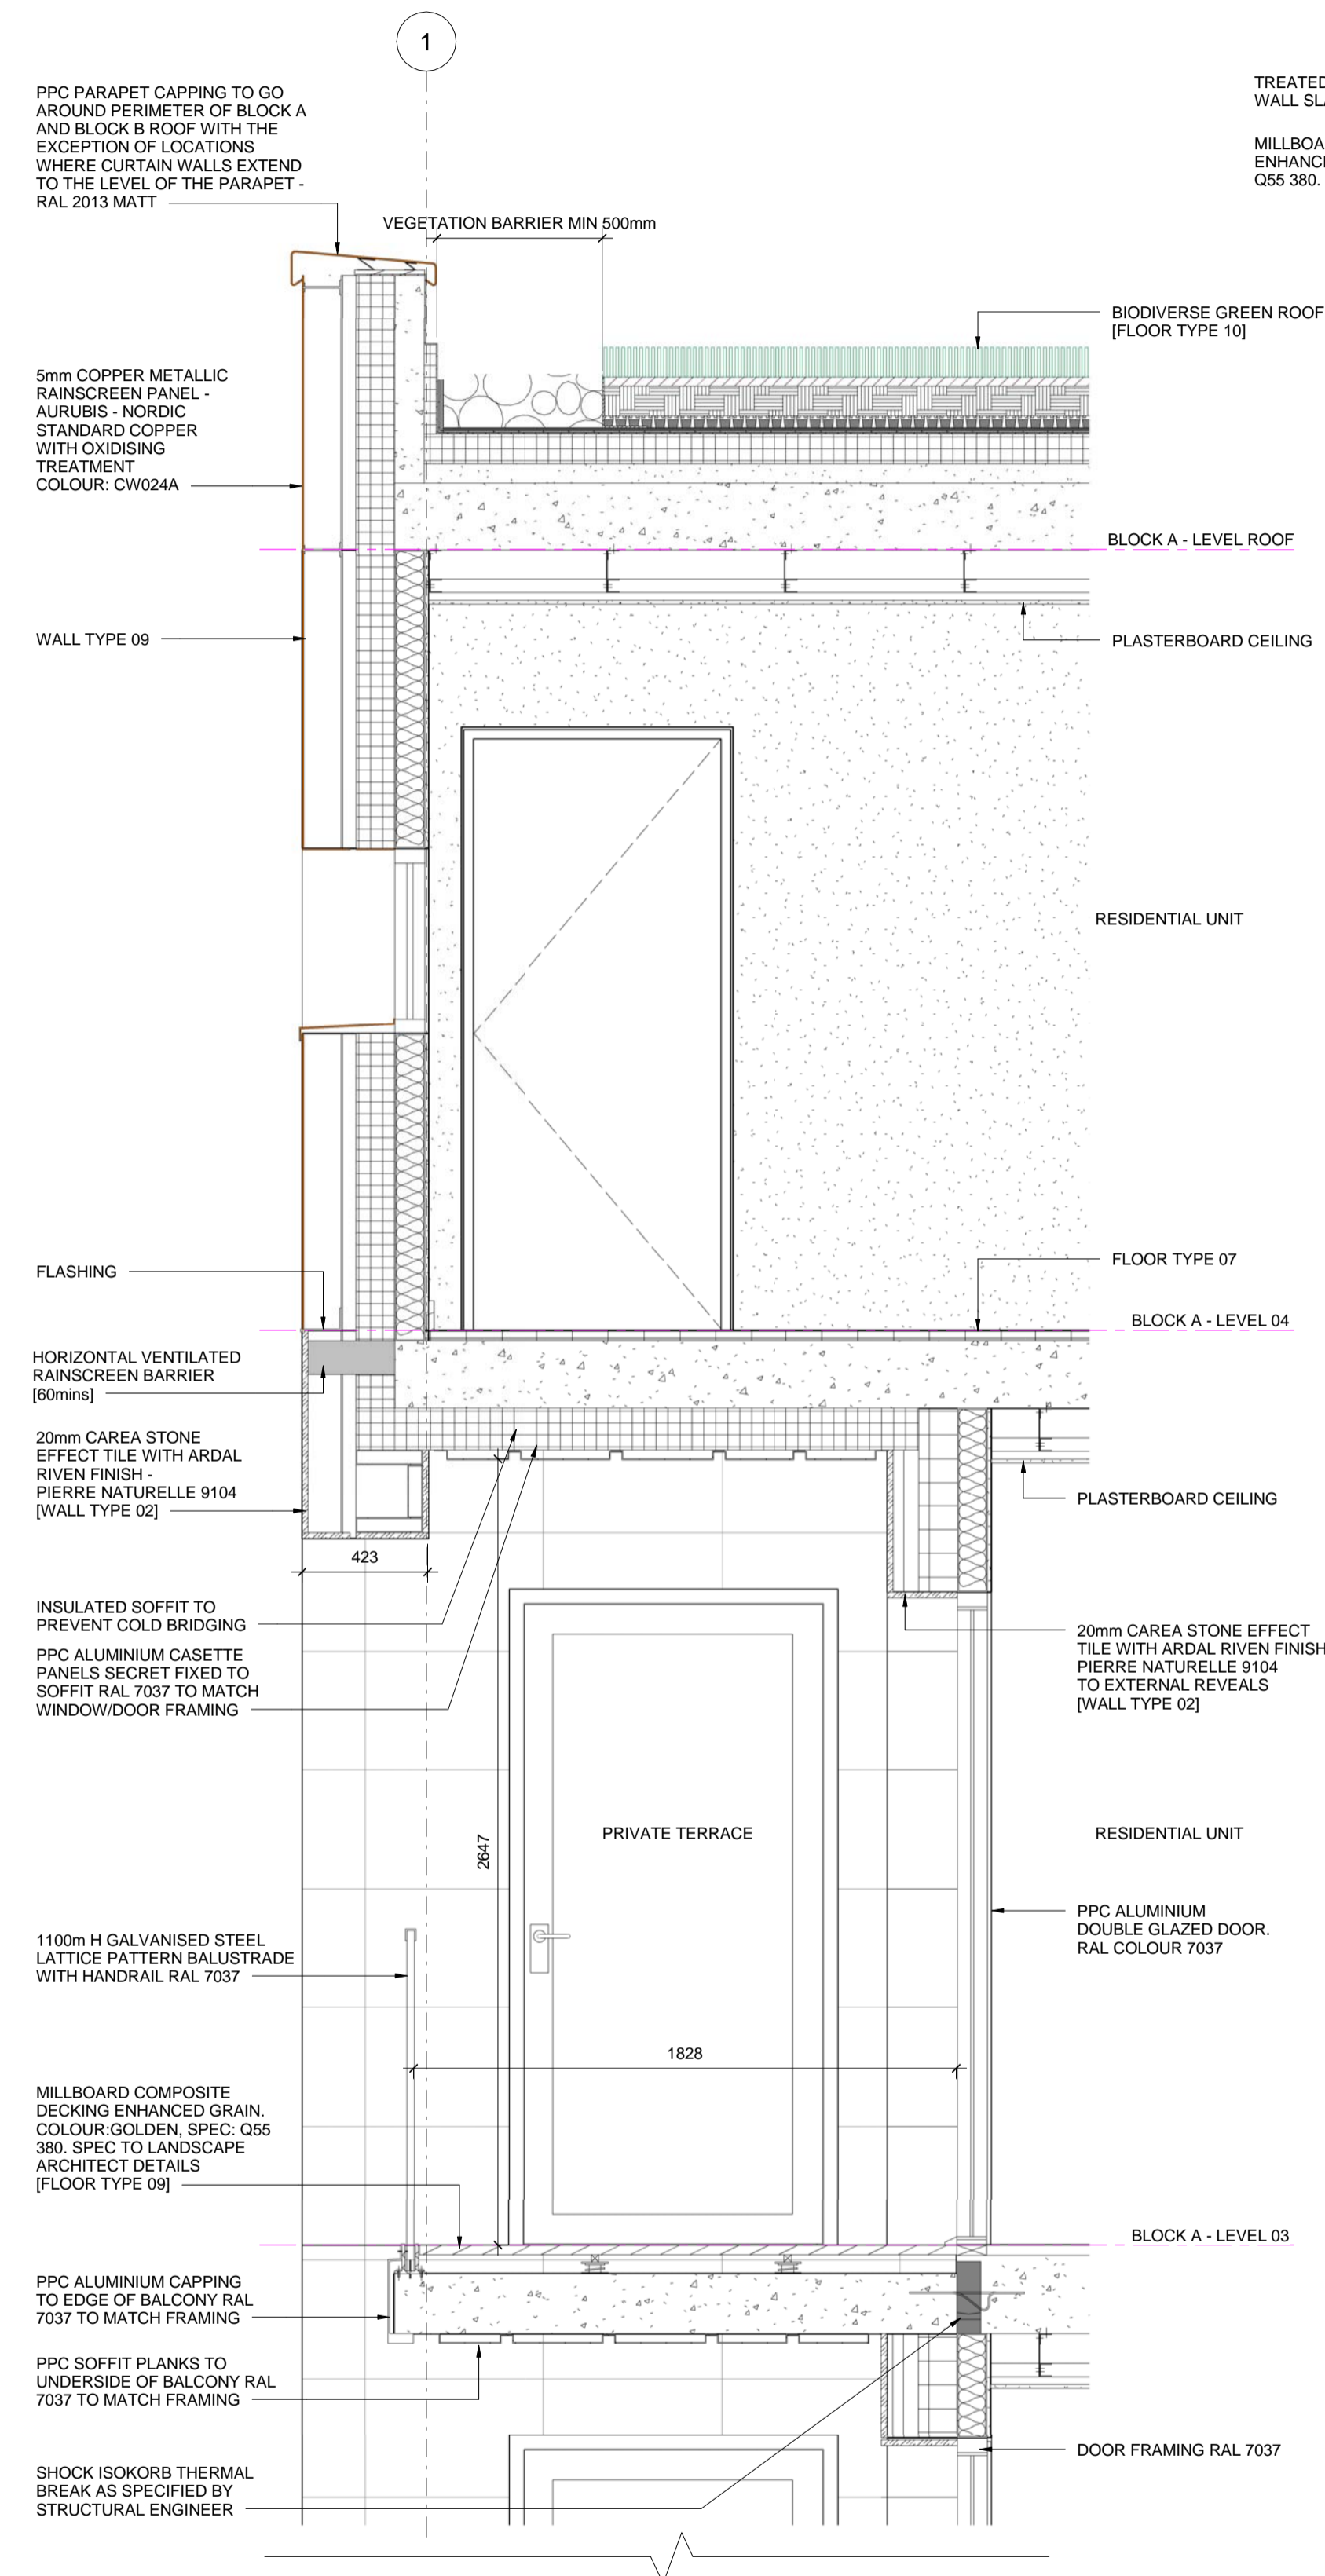 1
PPC PARAPET CAPPING TO GO
AROUND PERIMETER OF BLOCK A
AND BLOCK B ROOF WITH THE
EXCEPTION OF LOCATIONS
WHERE CURTAIN WALLS EXTEND
TO THE LEVEL OF THE PARAPET -
RAL 2013 MATT
TREATED
WALL
MILLBOA
ENHANC
Q55 380.
VEGETATION BARRIER MIN 500mm
BIODIVERSE GREEN ROOF
[FLOOR TYPE 10]
5mm COPPER METALLIC
RAINSCREEN PANEL -
AURUBIS - NORDIC
STANDARD COPPER
WITH OXIDISING
TREATMENT
COLOUR: CW024A
BLOCK A - LEVEL ROOF
WALL TYPE 09
PLASTERBOARD CEILING
RESIDENTIAL UNIT
FLASHING
FLOOR TYPE 07
BLOCK A - LEVEL 04
HORIZONTAL VENTILATED
RAINSCREEN BARRIER
[60mins]
20mm CAREA STONE
EFFECT TILE WITH ARDAL
RIVEN FINISH -
PIERRE NATURELLE 9104
[WALL TYPE 02]
PLASTERBOARD CEILING
423
INSULATED SOFFIT TO
PREVENT COLD BRIDGING
20mm CAREA STONE EFFECT
TILE WITH ARDAL RIVEN FINISH
PIERRE NATURELLE 9104
TO EXTERNAL REVEALS
[WALL TYPE 02]
PPC ALUMINIUM CASETTE
PANELS SECRET FIXED TO
SOFFIT RAL 7037 TO MATCH
WINDOW/DOOR FRAMING
PRIVATE TERRACE
RESIDENTIAL UNIT
2647
PPC ALUMINIUM
DOUBLE GLAZED DOOR.
RAL COLOUR 7037
1100m H GALVANISED STEEL
LATTICE PATTERN BALUSTRADE
WITH HANDRAIL RAL 7037
1828
MILLBOARD COMPOSITE
DECKING ENHANCED GRAIN.
COLOUR:GOLDEN, SPEC: Q55
380. SPEC TO LANDSCAPE
ARCHITECT DETAILS
[FLOOR TYPE 09]
BLOCK A - LEVEL 03
PPC ALUMINIUM CAPPING
TO EDGE OF BALCONY RAL
7037 TO MATCH FRAMING
PPC SOFFIT PLANKS TO
UNDERSIDE OF BALCONY RAL
7037 TO MATCH FRAMING
DOOR FRAMING RAL 7037
SHOCK ISOKORB THERMAL
BREAK AS SPECIFIED BY
STRUCTURAL ENGINEER